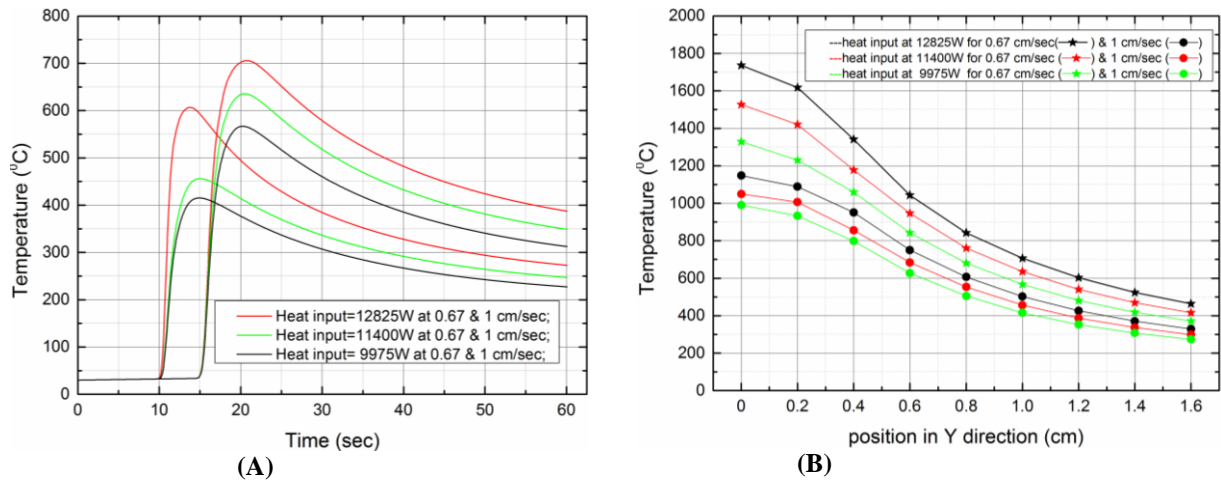 800
700
600
500
400
300
200
100
0
Temperature (⁰C)
Heat input=12825W at 0.67 & 1 cm/sec;
Heat input=11400W at 0.67 & 1 cm/sec;
Heat input= 9975W at 0.67 & 1 cm/sec;
0 10 20 30 40 50 60
Time (sec)
(A)
2000
1800
1600
1400
1200
1000
800
600
400
200
0
Temperature (⁰C)
heat input at 12825W for 0.67 cm/sec(★) & 1 cm/sec (●)
heat input at 11400W for 0.67 cm/sec (★) & 1 cm/sec (●)
heat input at 9975W for 0.67 cm/sec (★) & 1 cm/sec (●)
0 0.2 0.4 0.6 0.8 1.0 1.2 1.4 1.6
position in Y direction (cm)
(B)